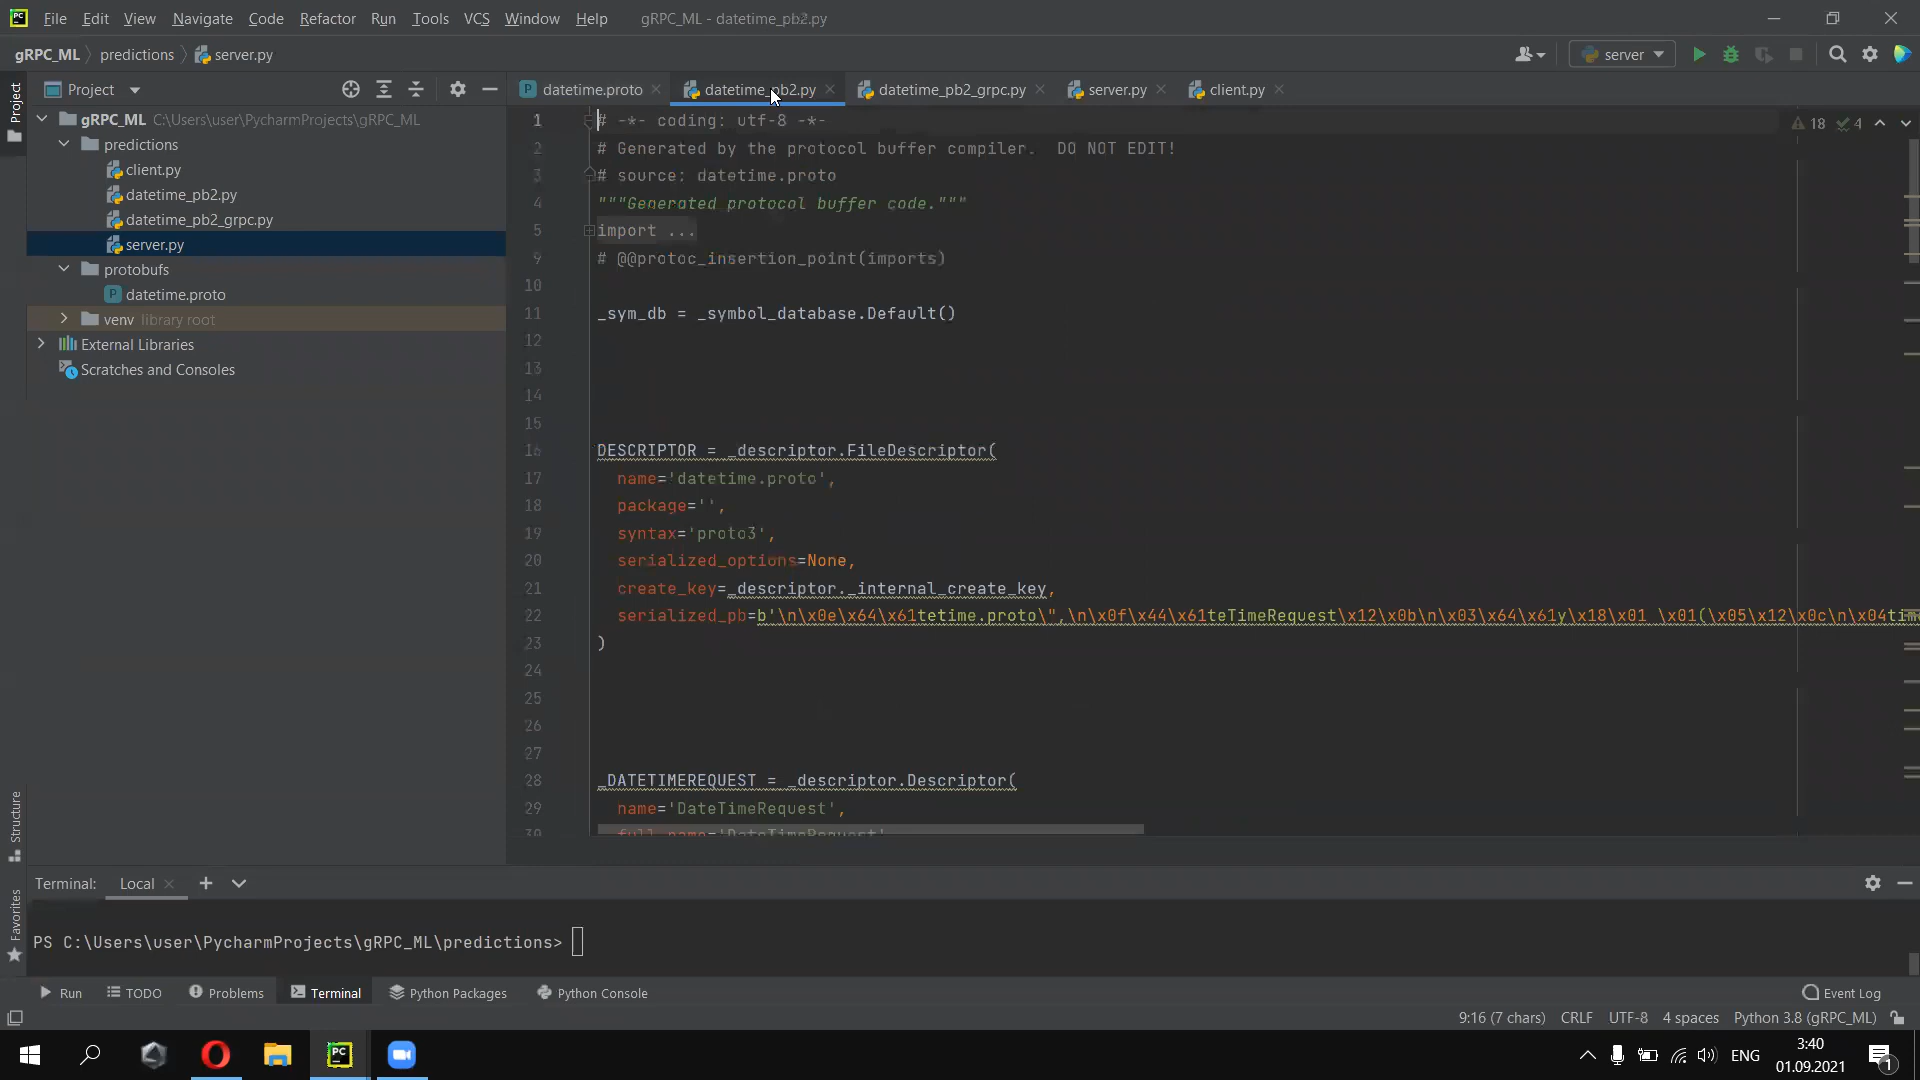 File Edit View Navigate Code Refactor Run Tools VCS Window Help gRPC_ML - datetime_pb2.py
gRPC_ML predictions server.py
server
Project
datetime.proto datetime_pb2.py datetime_pb2_grpc.py server.py client.py
gRPC_ML C:\Users\user\PycharmProjects\gRPC_ML
predictions
client.py
datetime_pb2.py
datetime_pb2_grpc.py
server.py
protobufs
datetime.proto
venv library root
External Libraries
Scratches and Consoles
Project
Structure
Favorites
18 4
1 # -*- coding: utf-8 -*-
2 # Generated by the protocol buffer compiler.  DO NOT EDIT!
3 # source: datetime.proto
4 """Generated protocol buffer code."""
5 import ...
9 # @@protoc_insertion_point(imports)
10
11 _sym_db = _symbol_database.Default()
12
13
14
15
16 DESCRIPTOR = _descriptor.FileDescriptor(
17 name='datetime.proto',
18 package='',
19 syntax='proto3',
20 serialized_options=None,
21 create_key=_descriptor._internal_create_key,
22 serialized_pb=b'\n\x0e\x64\x61tetime.proto\",\n\x0f\x44\x61teTimeRequest\x12\x0b\n\x03\x64\x61y\x18\x01 \x01(\x05\x12\x0c\n\x04tim
23 )
24
25
26
27
28 _DATETIMEREQUEST = _descriptor.Descriptor(
29 name='DateTimeRequest',
30 full_name='DateTimeRequest'
Terminal: Local
PS C:\Users\user\PycharmProjects\gRPC_ML\predictions>
Run TODO Problems Terminal Python Packages Python Console Event Log
9:16 (7 chars) CRLF UTF-8 4 spaces Python 3.8 (gRPC_ML)
ENG
3:40
01.09.2021
1